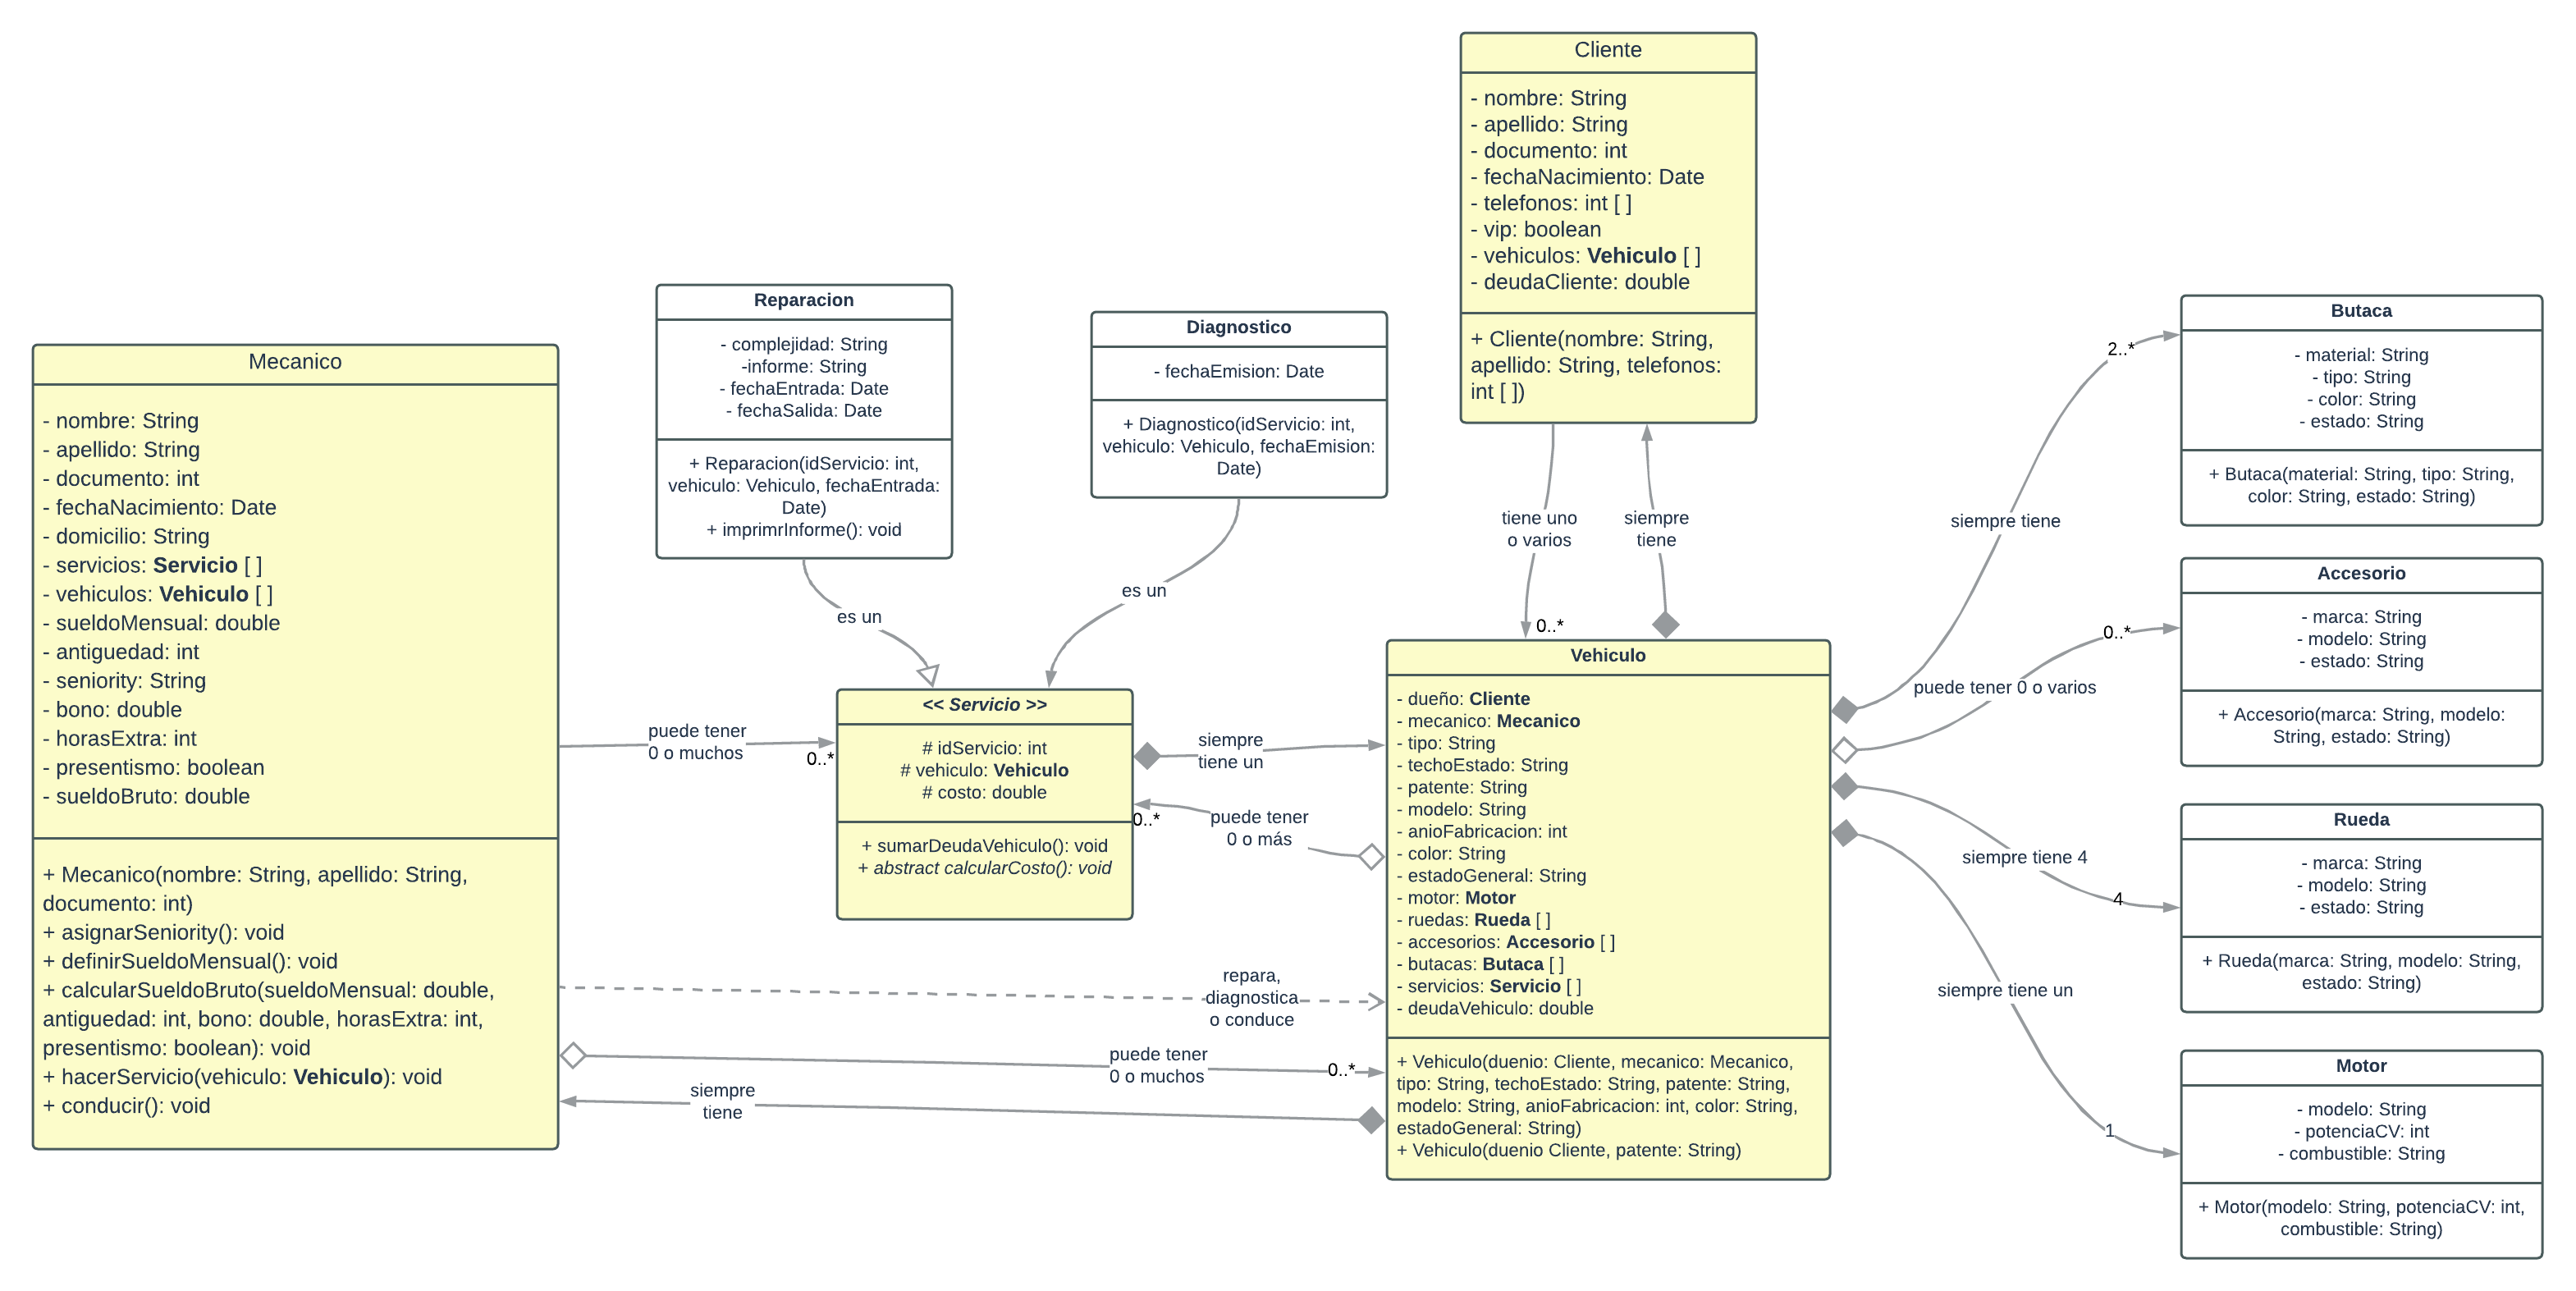 Cliente
- nombre: String
- apellido: String
- documento: int
- fechaNacimiento: Date
- telefonos: int [ ]
- vip: boolean
- vehiculos: Vehiculo [ ]
- deudaCliente: double
+ Cliente(nombre: String,
apellido: String, telefonos:
int [ ])
Reparacion
- complejidad: String
-informe: String
- fechaEntrada: Date
- fechaSalida: Date
+ Reparacion(idServicio: int,
vehiculo: Vehiculo, fechaEntrada:
Date)
+ imprimrInforme(): void
Diagnostico
- fechaEmision: Date
+ Diagnostico(idServicio: int,
vehiculo: Vehiculo, fechaEmision:
Date)
Mecanico
- nombre: String
- apellido: String
- documento: int
- fechaNacimiento: Date
- domicilio: String
- servicios: Servicio [ ]
- vehiculos: Vehiculo [ ]
- sueldoMensual: double
- antiguedad: int
- seniority: String
- bono: double
- horasExtra: int
- presentismo: boolean
- sueldoBruto: double
+ Mecanico(nombre: String, apellido: String,
documento: int)
+ asignarSeniority(): void
+ definirSueldoMensual(): void
+ calcularSueldoBruto(sueldoMensual: double,
antiguedad: int, bono: double, horasExtra: int,
presentismo: boolean): void
+ hacerServicio(vehiculo: Vehiculo): void
+ conducir(): void
es un
es un
tiene uno
o varios
0..*
siempre
tiene
puede tener
0 o muchos
0..*
<< Servicio >>
# idServicio: int
# vehiculo: Vehiculo
# costo: double
+ sumarDeudaVehiculo(): void
+ abstract calcularCosto(): void
siempre
tiene un
0..*
puede tener
0 o más
repara,
diagnostica
o conduce
puede tener
0 o muchos
0..*
siempre
tiene
Vehiculo
- dueño: Cliente
- mecanico: Mecanico
- tipo: String
- techoEstado: String
- patente: String
- modelo: String
- anioFabricacion: int
- color: String
- estadoGeneral: String
- motor: Motor
- ruedas: Rueda [ ]
- accesorios: Accesorio [ ]
- butacas: Butaca [ ]
- servicios: Servicio [ ]
- deudaVehiculo: double
+ Vehiculo(duenio: Cliente, mecanico: Mecanico,
tipo: String, techoEstado: String, patente: String,
modelo: String, anioFabricacion: int, color: String,
estadoGeneral: String)
+ Vehiculo(duenio Cliente, patente: String)
siempre tiene
2..*
puede tener 0 o varios
0..*
siempre tiene 4
4
siempre tiene un
1
Butaca
- material: String
- tipo: String
- color: String
- estado: String
+ Butaca(material: String, tipo: String,
color: String, estado: String)
Accesorio
- marca: String
- modelo: String
- estado: String
+ Accesorio(marca: String, modelo:
String, estado: String)
Rueda
- marca: String
- modelo: String
- estado: String
+ Rueda(marca: String, modelo: String,
estado: String)
Motor
- modelo: String
- potenciaCV: int
- combustible: String
+ Motor(modelo: String, potenciaCV: int,
combustible: String)